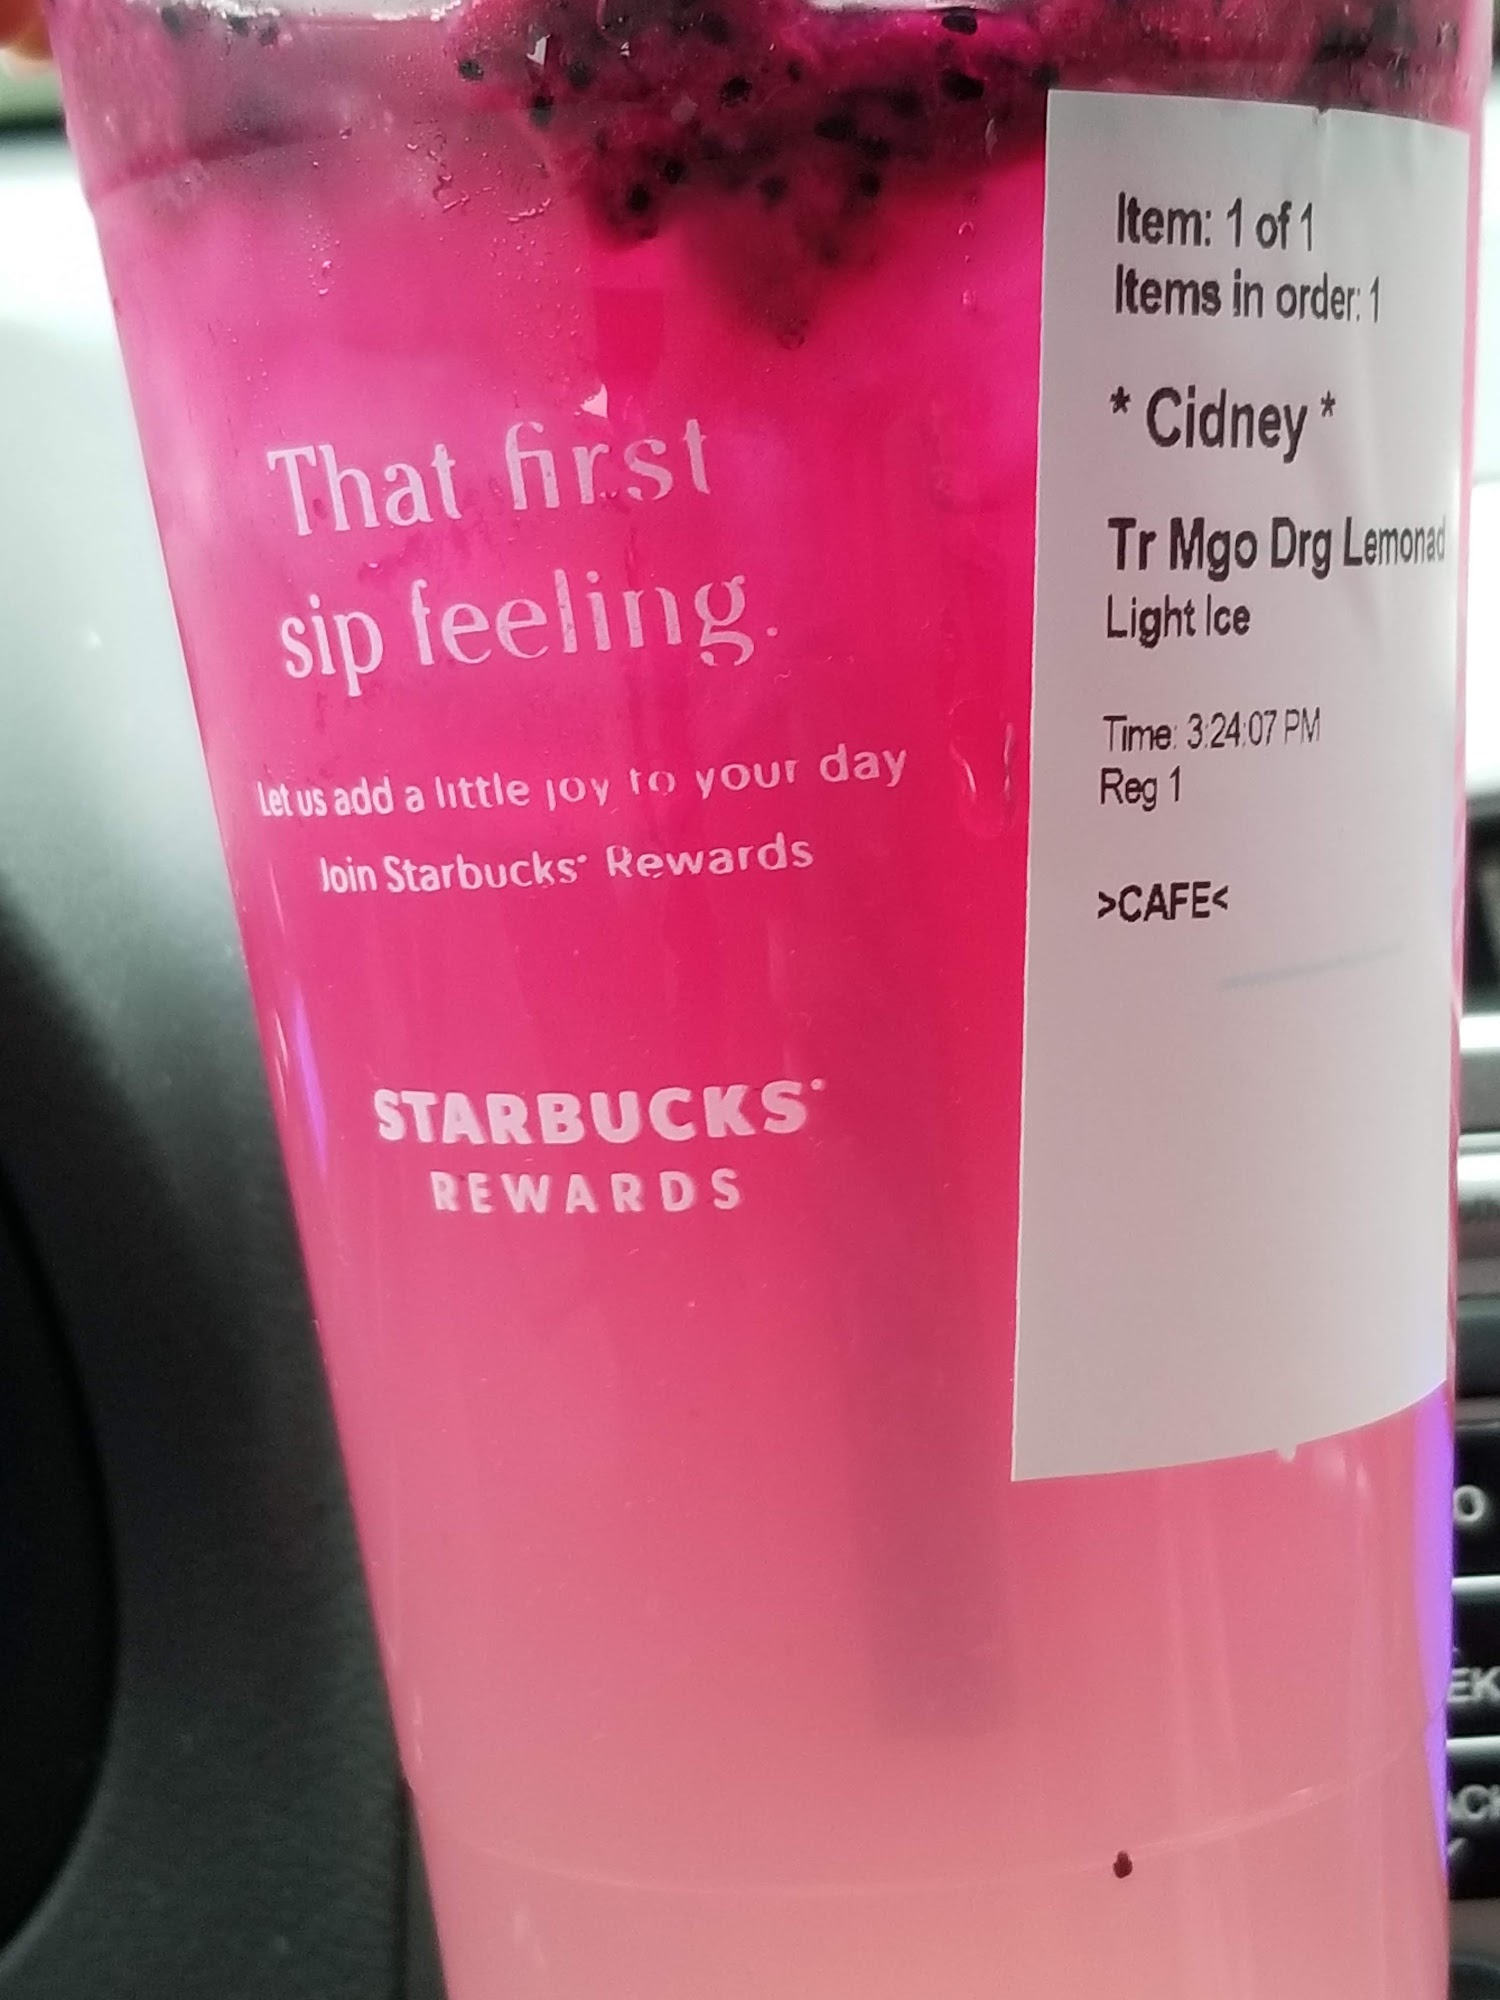 That first
sip feeling.
Let us add a little joy to your day
Join Starbucks® Rewards
STARBUCKS®
REWARDS
Item: 1 of 1
Items in order: 1
* Cidney *
Tr Mgo Drg Lemonad
Light Ice
Time: 3:24:07 PM
Reg 1
>CAFE<